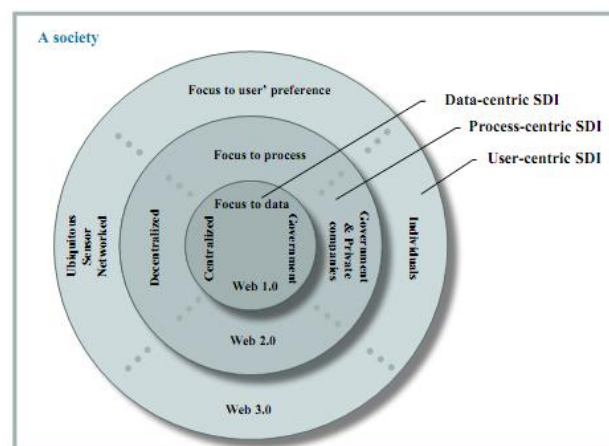 A society
Focus to user' preference
Data-centric SDI
Process-centric SDI
User-centric SDI
Focus to process
Focus to data
Ubiquitous
Sensor
Networked
Decentralized
Centralized
Government
Government
& Private
companies
Individuals
Web 1.0
Web 2.0
Web 3.0